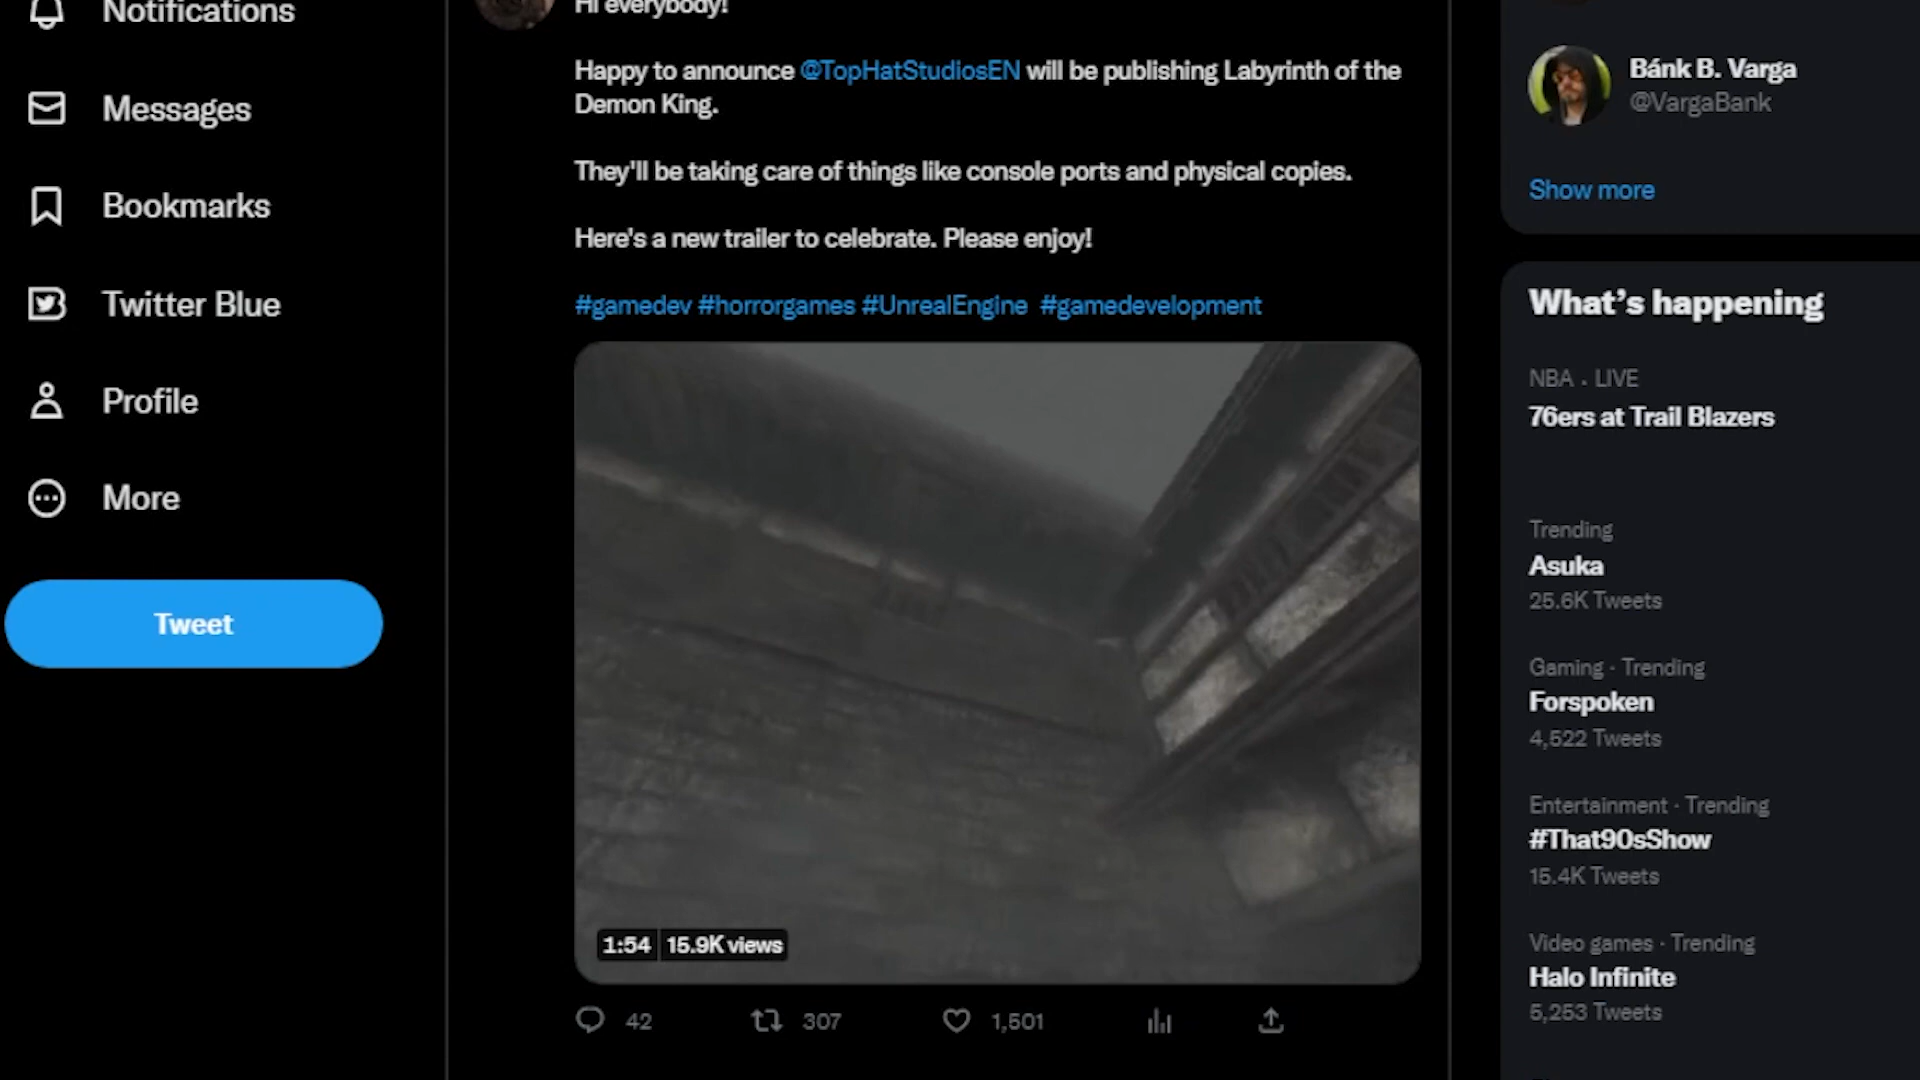 Notifications
Messages
Bookmarks
Twitter Blue
Profile
More
Tweet
Hi everybody!
Happy to announce @TopHatStudiosEN will be publishing Labyrinth of the
Demon King.
They'll be taking care of things like console ports and physical copies.
Here's a new trailer to celebrate. Please enjoy!
#gamedev #horrorgames #UnrealEngine #gamedevelopment
1:54 15.9K views
42 307 1,501
Bánk B. Varga
@VargaBank
Show more
What's happening
NBA · LIVE
76ers at Trail Blazers
Trending
Asuka
25.6K Tweets
Gaming · Trending
Forspoken
4,522 Tweets
Entertainment · Trending
#That90sShow
15.4K Tweets
Video games · Trending
Halo Infinite
5,253 Tweets